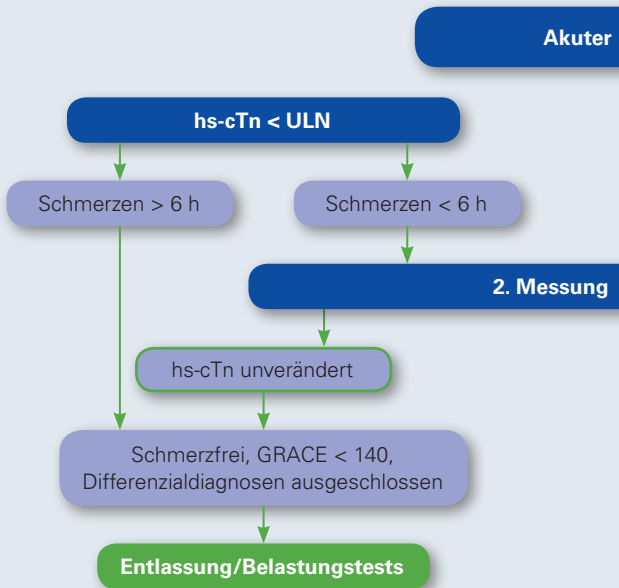 Akuter
hs-cTn < ULN
Schmerzen > 6 h
Schmerzen < 6 h
2. Messung
hs-cTn unverändert
Schmerzfrei, GRACE < 140,
Differenzialdiagnosen ausgeschlossen
Entlassung/Belastungstests